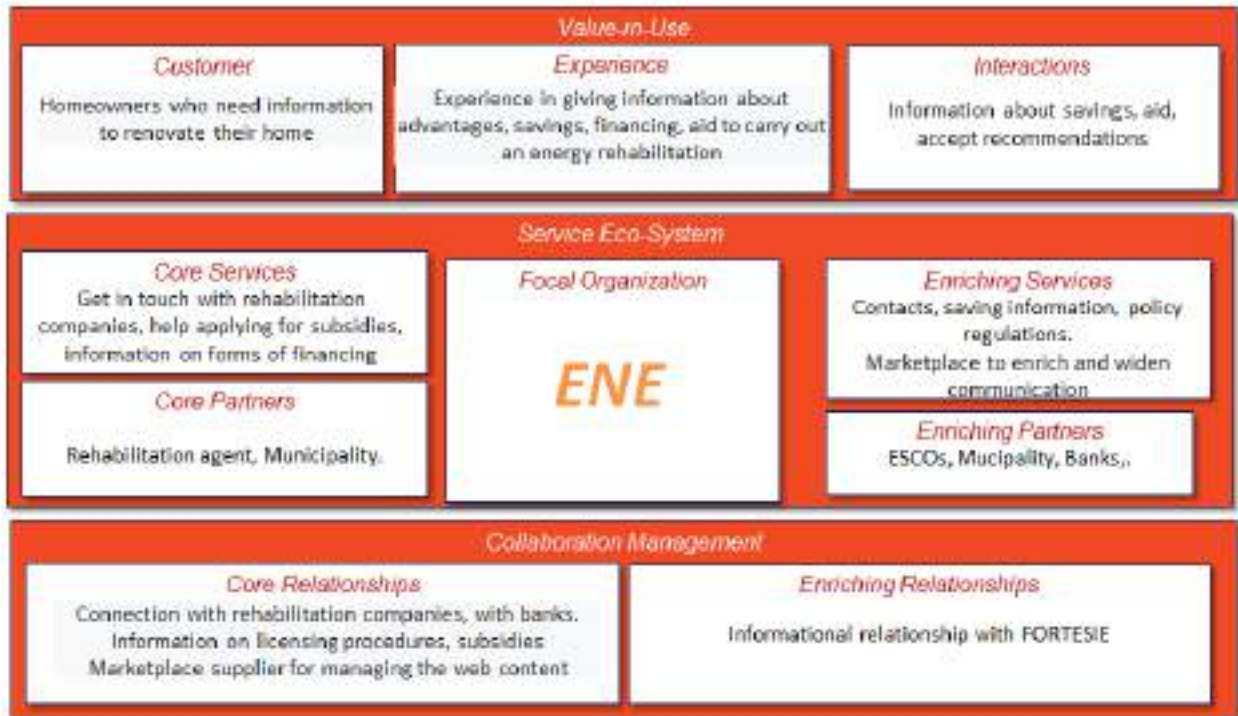 Value-in-Use
Customer
Homeowners who need information
to renovate their home
Experience
Experience in giving information about
advantages, savings, financing, aid to carry out
an energy rehabilitation
Interactions
Information about savings, aid,
accept recommendations
Service Eco-System
Core Services
Get in touch with rehabilitation
companies, help applying for subsidies,
information on forms of financing
Core Partners
Rehabilitation agent, Municipality.
Focal Organization
ENE
Enriching Services
Contacts, saving information, policy
regulations.
Marketplace to enrich and widen
communication
Enriching Partners
ESCOs, Mucipality, Banks,.
Collaboration Management
Core Relationships
Connection with rehabilitation companies, with banks.
Information on licensing procedures, subsidies
Marketplace supplier for managing the web content
Enriching Relationships
Informational relationship with FORTESIE